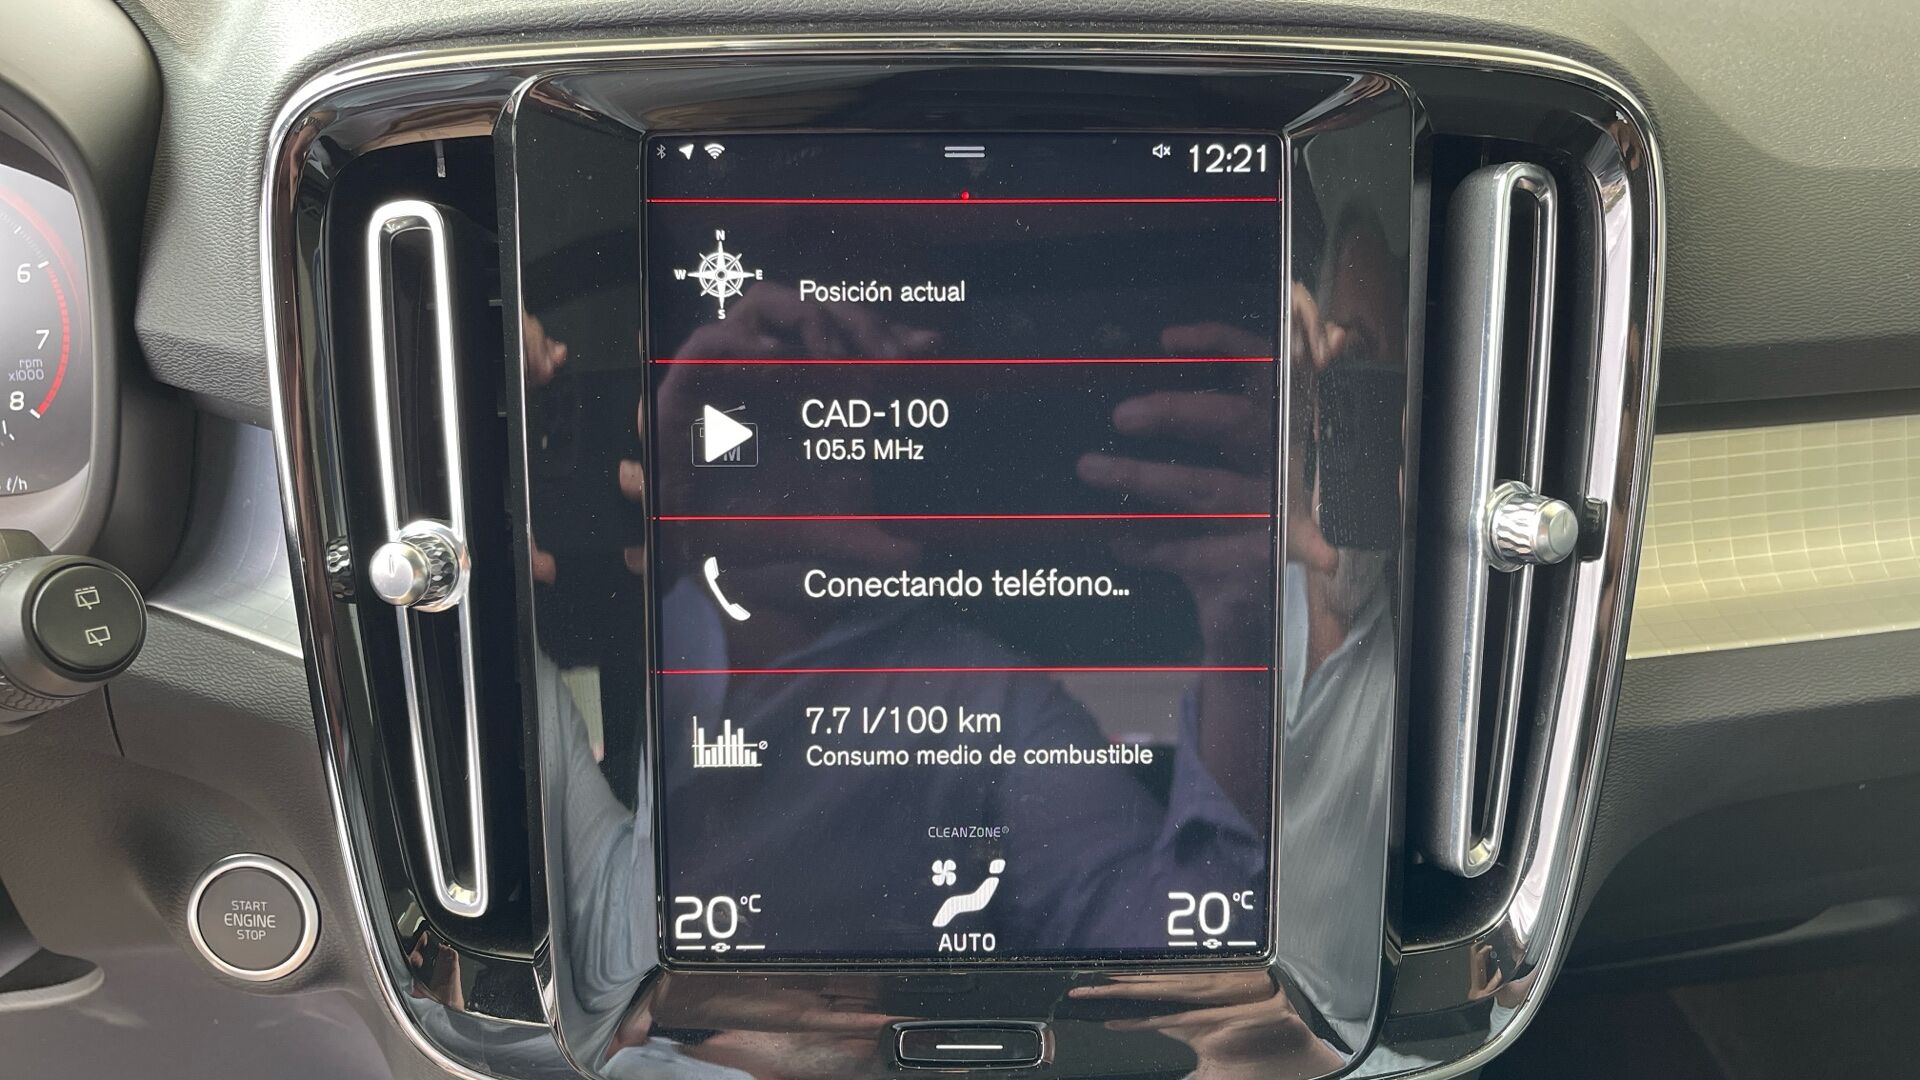 12:21
N
W E
S
Posición actual
CAD-100
105.5 MHz
Conectando teléfono...
7.7 l/100 km
Consumo medio de combustible
CLEANZONE®
20°C
AUTO
20°C
6
7
rpm
x1000
8
l/h
START
ENGINE
STOP